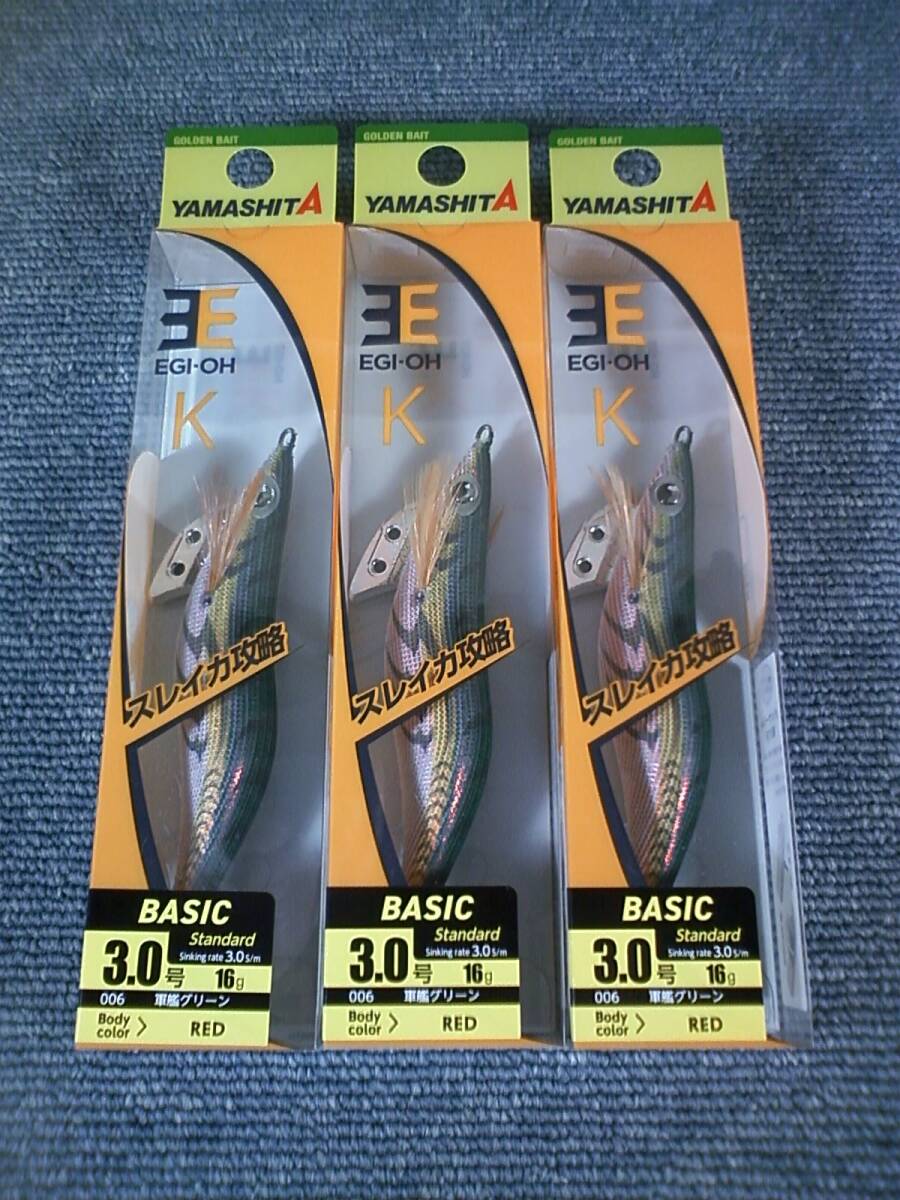 GOLDEN BAIT
YAMASHITA
EGI-OH
K
スレイカ攻略
BASIC
Standard
Sinking rate 3.0 s/m
3.0号 16g
006 軍艦グリーン
Body color > RED
GOLDEN BAIT
YAMASHITA
EGI-OH
K
スレイカ攻略
BASIC
Standard
Sinking rate 3.0 s/m
3.0号 16g
006 軍艦グリーン
Body color > RED
GOLDEN BAIT
YAMASHITA
EGI-OH
K
スレイカ攻略
BASIC
Standard
Sinking rate 3.0 s/m
3.0号 16g
006 軍艦グリーン
Body color > RED